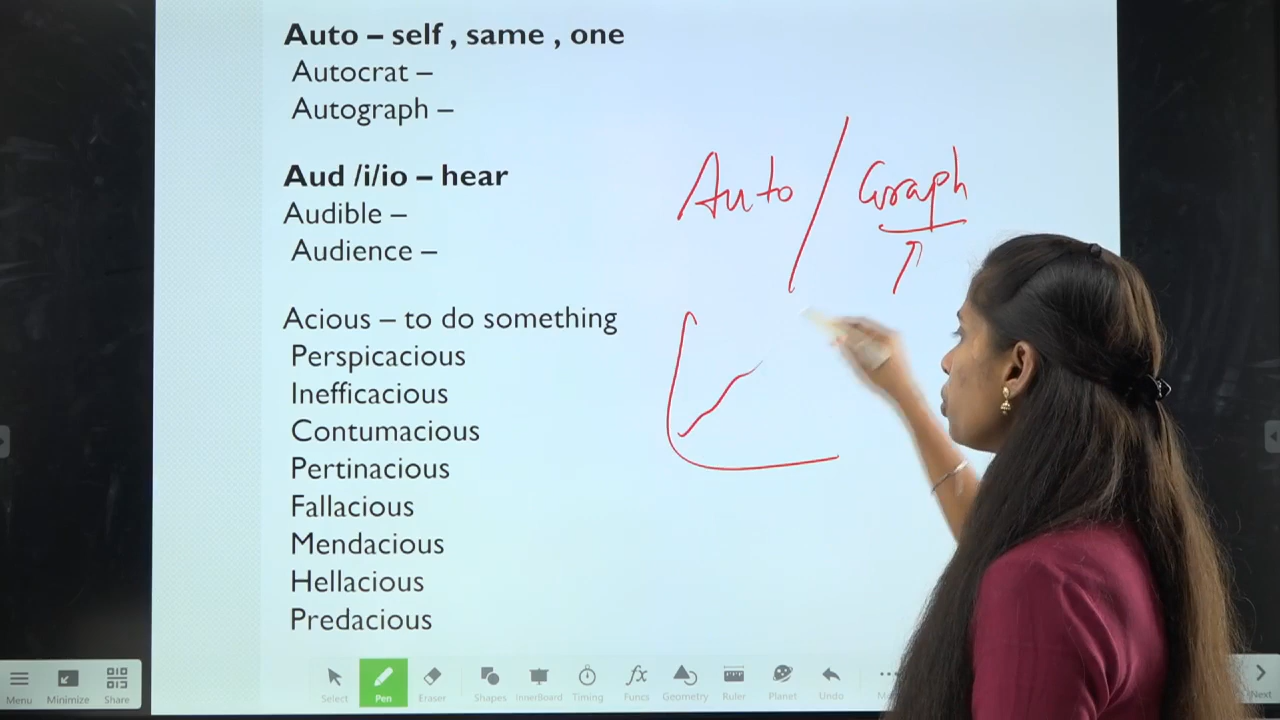 Auto – self , same , one
Autocrat –
Autograph –
Aud /i/io – hear
Audible –
Audience –
Acious – to do something
Perspicacious
Inefficacious
Contumacious
Pertinacious
Fallacious
Mendacious
Hellacious
Predacious
Auto / Graph
Menu Minimize Share Select Pen Eraser Shapes InnerBoard Timing Funcs Geometry Ruler Planet Undo Next